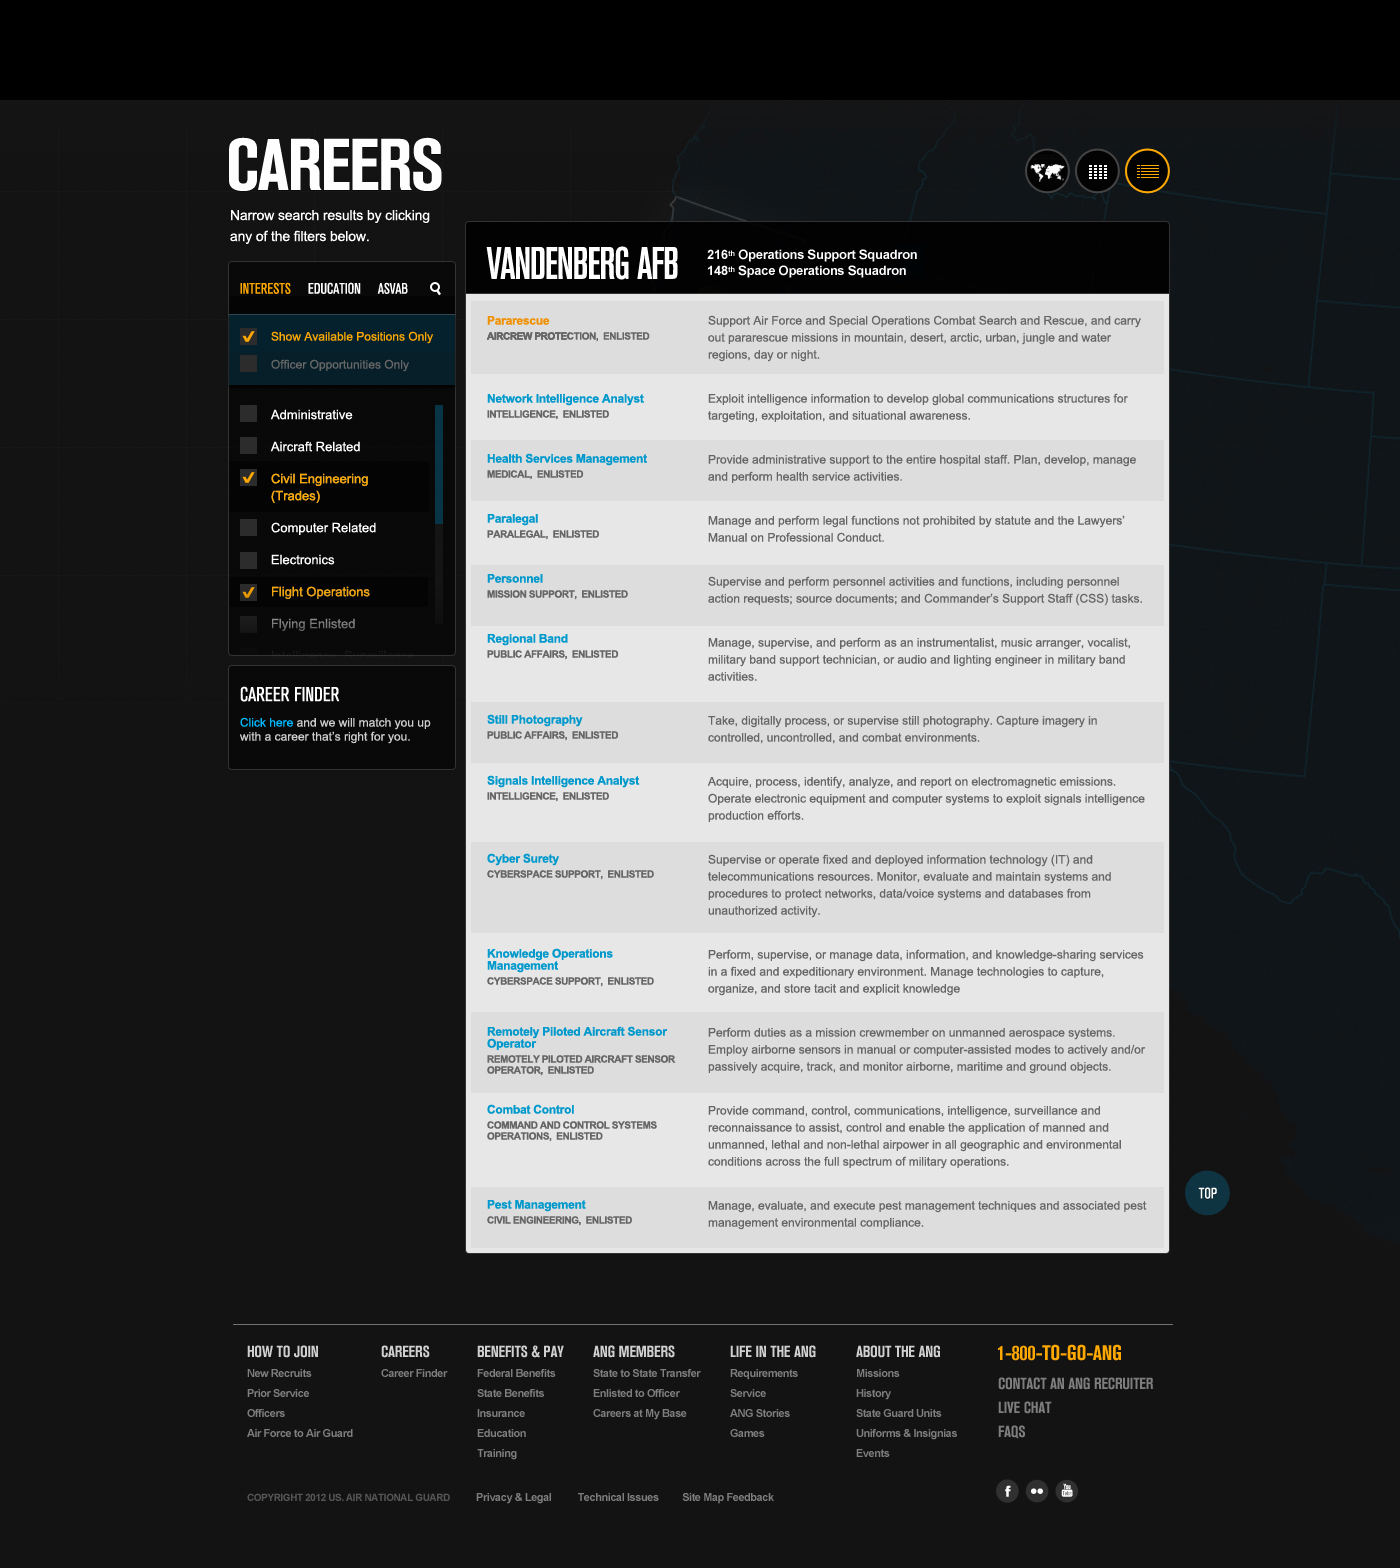 CAREERS
Narrow search results by clicking
any of the filters below.
INTERESTS EDUCATION ASVAB
Show Available Positions Only
Officer Opportunities Only
Administrative
Aircraft Related
Civil Engineering
(Trades)
Computer Related
Electronics
Flight Operations
Flying Enlisted
CAREER FINDER
Click here and we will match you up
with a career that's right for you.
VANDENBERG AFB
216th Operations Support Squadron
148th Space Operations Squadron
Pararescue
AIRCREW PROTECTION, ENLISTED
Support Air Force and Special Operations Combat Search and Rescue, and carry
out pararescue missions in mountain, desert, arctic, urban, jungle and water
regions, day or night.
Network Intelligence Analyst
INTELLIGENCE, ENLISTED
Exploit intelligence information to develop global communications structures for
targeting, exploitation, and situational awareness.
Health Services Management
MEDICAL, ENLISTED
Provide administrative support to the entire hospital staff. Plan, develop, manage
and perform health service activities.
Paralegal
PARALEGAL, ENLISTED
Manage and perform legal functions not prohibited by statute and the Lawyers'
Manual on Professional Conduct.
Personnel
MISSION SUPPORT, ENLISTED
Supervise and perform personnel activities and functions, including personnel
action requests; source documents; and Commander's Support Staff (CSS) tasks.
Regional Band
PUBLIC AFFAIRS, ENLISTED
Manage, supervise, and perform as an instrumentalist, music arranger, vocalist,
military band support technician, or audio and lighting engineer in military band
activities.
Still Photography
PUBLIC AFFAIRS, ENLISTED
Take, digitally process, or supervise still photography. Capture imagery in
controlled, uncontrolled, and combat environments.
Signals Intelligence Analyst
INTELLIGENCE, ENLISTED
Acquire, process, identify, analyze, and report on electromagnetic emissions.
Operate electronic equipment and computer systems to exploit signals intelligence
production efforts.
Cyber Surety
CYBERSPACE SUPPORT, ENLISTED
Supervise or operate fixed and deployed information technology (IT) and
telecommunications resources. Monitor, evaluate and maintain systems and
procedures to protect networks, data/voice systems and databases from
unauthorized activity.
Knowledge Operations
Management
CYBERSPACE SUPPORT, ENLISTED
Perform, supervise, or manage data, information, and knowledge-sharing services
in a fixed and expeditionary environment. Manage technologies to capture,
organize, and store tacit and explicit knowledge
Remotely Piloted Aircraft Sensor
Operator
REMOTELY PILOTED AIRCRAFT SENSOR
OPERATOR, ENLISTED
Perform duties as a mission crewmember on unmanned aerospace systems.
Employ airborne sensors in manual or computer-assisted modes to actively and/or
passively acquire, track, and monitor airborne, maritime and ground objects.
Combat Control
COMMAND AND CONTROL SYSTEMS
OPERATIONS, ENLISTED
Provide command, control, communications, intelligence, surveillance and
reconnaissance to assist, control and enable the application of manned and
unmanned, lethal and non-lethal airpower in all geographic and environmental
conditions across the full spectrum of military operations.
Pest Management
CIVIL ENGINEERING, ENLISTED
Manage, evaluate, and execute pest management techniques and associated pest
management environmental compliance.
TOP
HOW TO JOIN
New Recruits
Prior Service
Officers
Air Force to Air Guard
CAREERS
Career Finder
BENEFITS & PAY
Federal Benefits
State Benefits
Insurance
Education
Training
ANG MEMBERS
State to State Transfer
Enlisted to Officer
Careers at My Base
LIFE IN THE ANG
Requirements
Service
ANG Stories
Games
ABOUT THE ANG
Missions
History
State Guard Units
Uniforms & Insignias
Events
1-800-TO-GO-ANG
CONTACT AN ANG RECRUITER
LIVE CHAT
FAQS
COPYRIGHT 2012 US. AIR NATIONAL GUARD Privacy & Legal Technical Issues Site Map Feedback